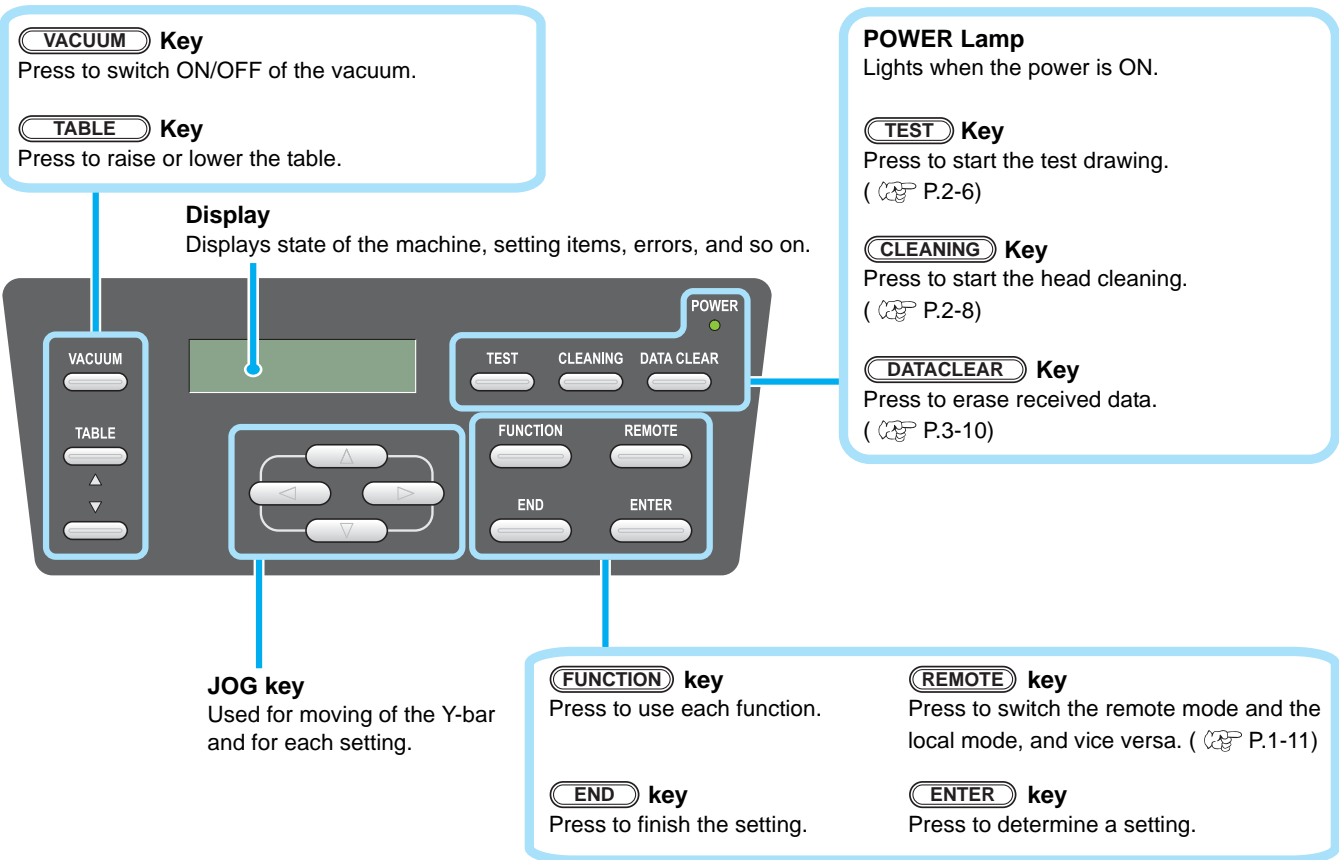 VACUUM Key
Press to switch ON/OFF of the vacuum.
TABLE Key
Press to raise or lower the table.
Display
Displays state of the machine, setting items, errors, and so on.
POWER Lamp
Lights when the power is ON.
TEST Key
Press to start the test drawing.
( P.2-6)
CLEANING Key
Press to start the head cleaning.
( P.2-8)
DATACLEAR Key
Press to erase received data.
( P.3-10)
POWER
VACUUM
TEST CLEANING DATA CLEAR
TABLE
FUNCTION REMOTE
END ENTER
JOG key
Used for moving of the Y-bar
and for each setting.
FUNCTION key
Press to use each function.
REMOTE key
Press to switch the remote mode and the
local mode, and vice versa. ( P.1-11)
END key
Press to finish the setting.
ENTER key
Press to determine a setting.